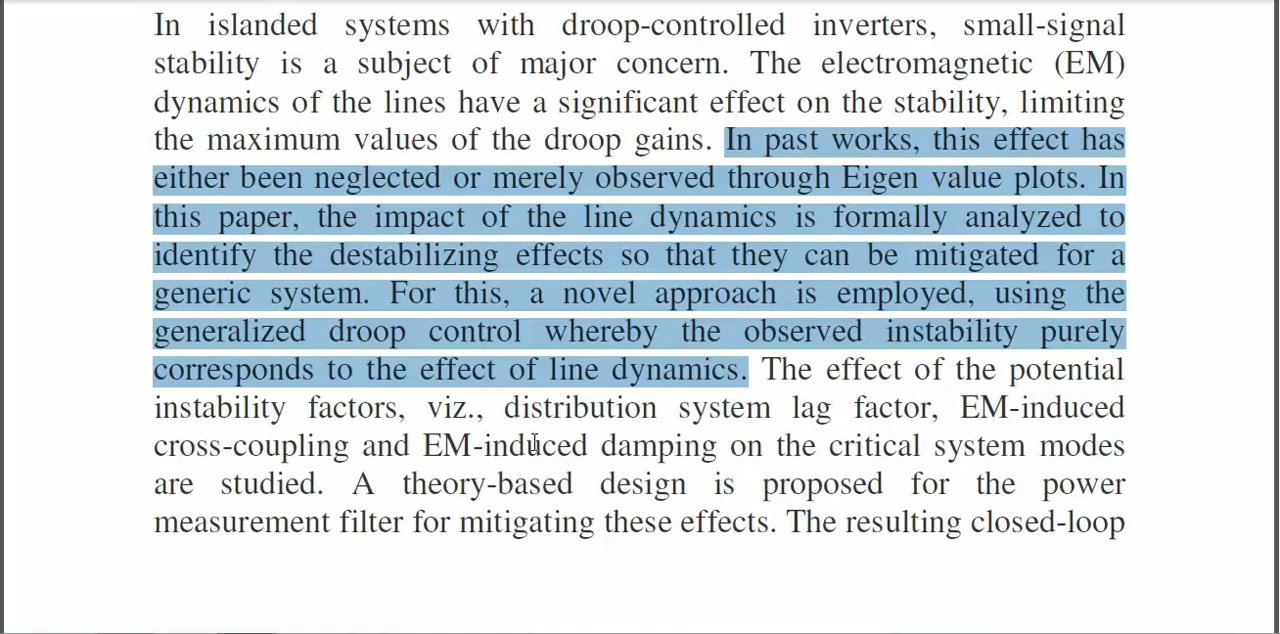 In islanded systems with droop-controlled inverters, small-signal
stability is a subject of major concern. The electromagnetic (EM)
dynamics of the lines have a significant effect on the stability, limiting
the maximum values of the droop gains. In past works, this effect has
either been neglected or merely observed through Eigen value plots. In
this paper, the impact of the line dynamics is formally analyzed to
identify the destabilizing effects so that they can be mitigated for a
generic system. For this, a novel approach is employed, using the
generalized droop control whereby the observed instability purely
corresponds to the effect of line dynamics. The effect of the potential
instability factors, viz., distribution system lag factor, EM-induced
cross-coupling and EM-induced damping on the critical system modes
are studied. A theory-based design is proposed for the power
measurement filter for mitigating these effects. The resulting closed-loop